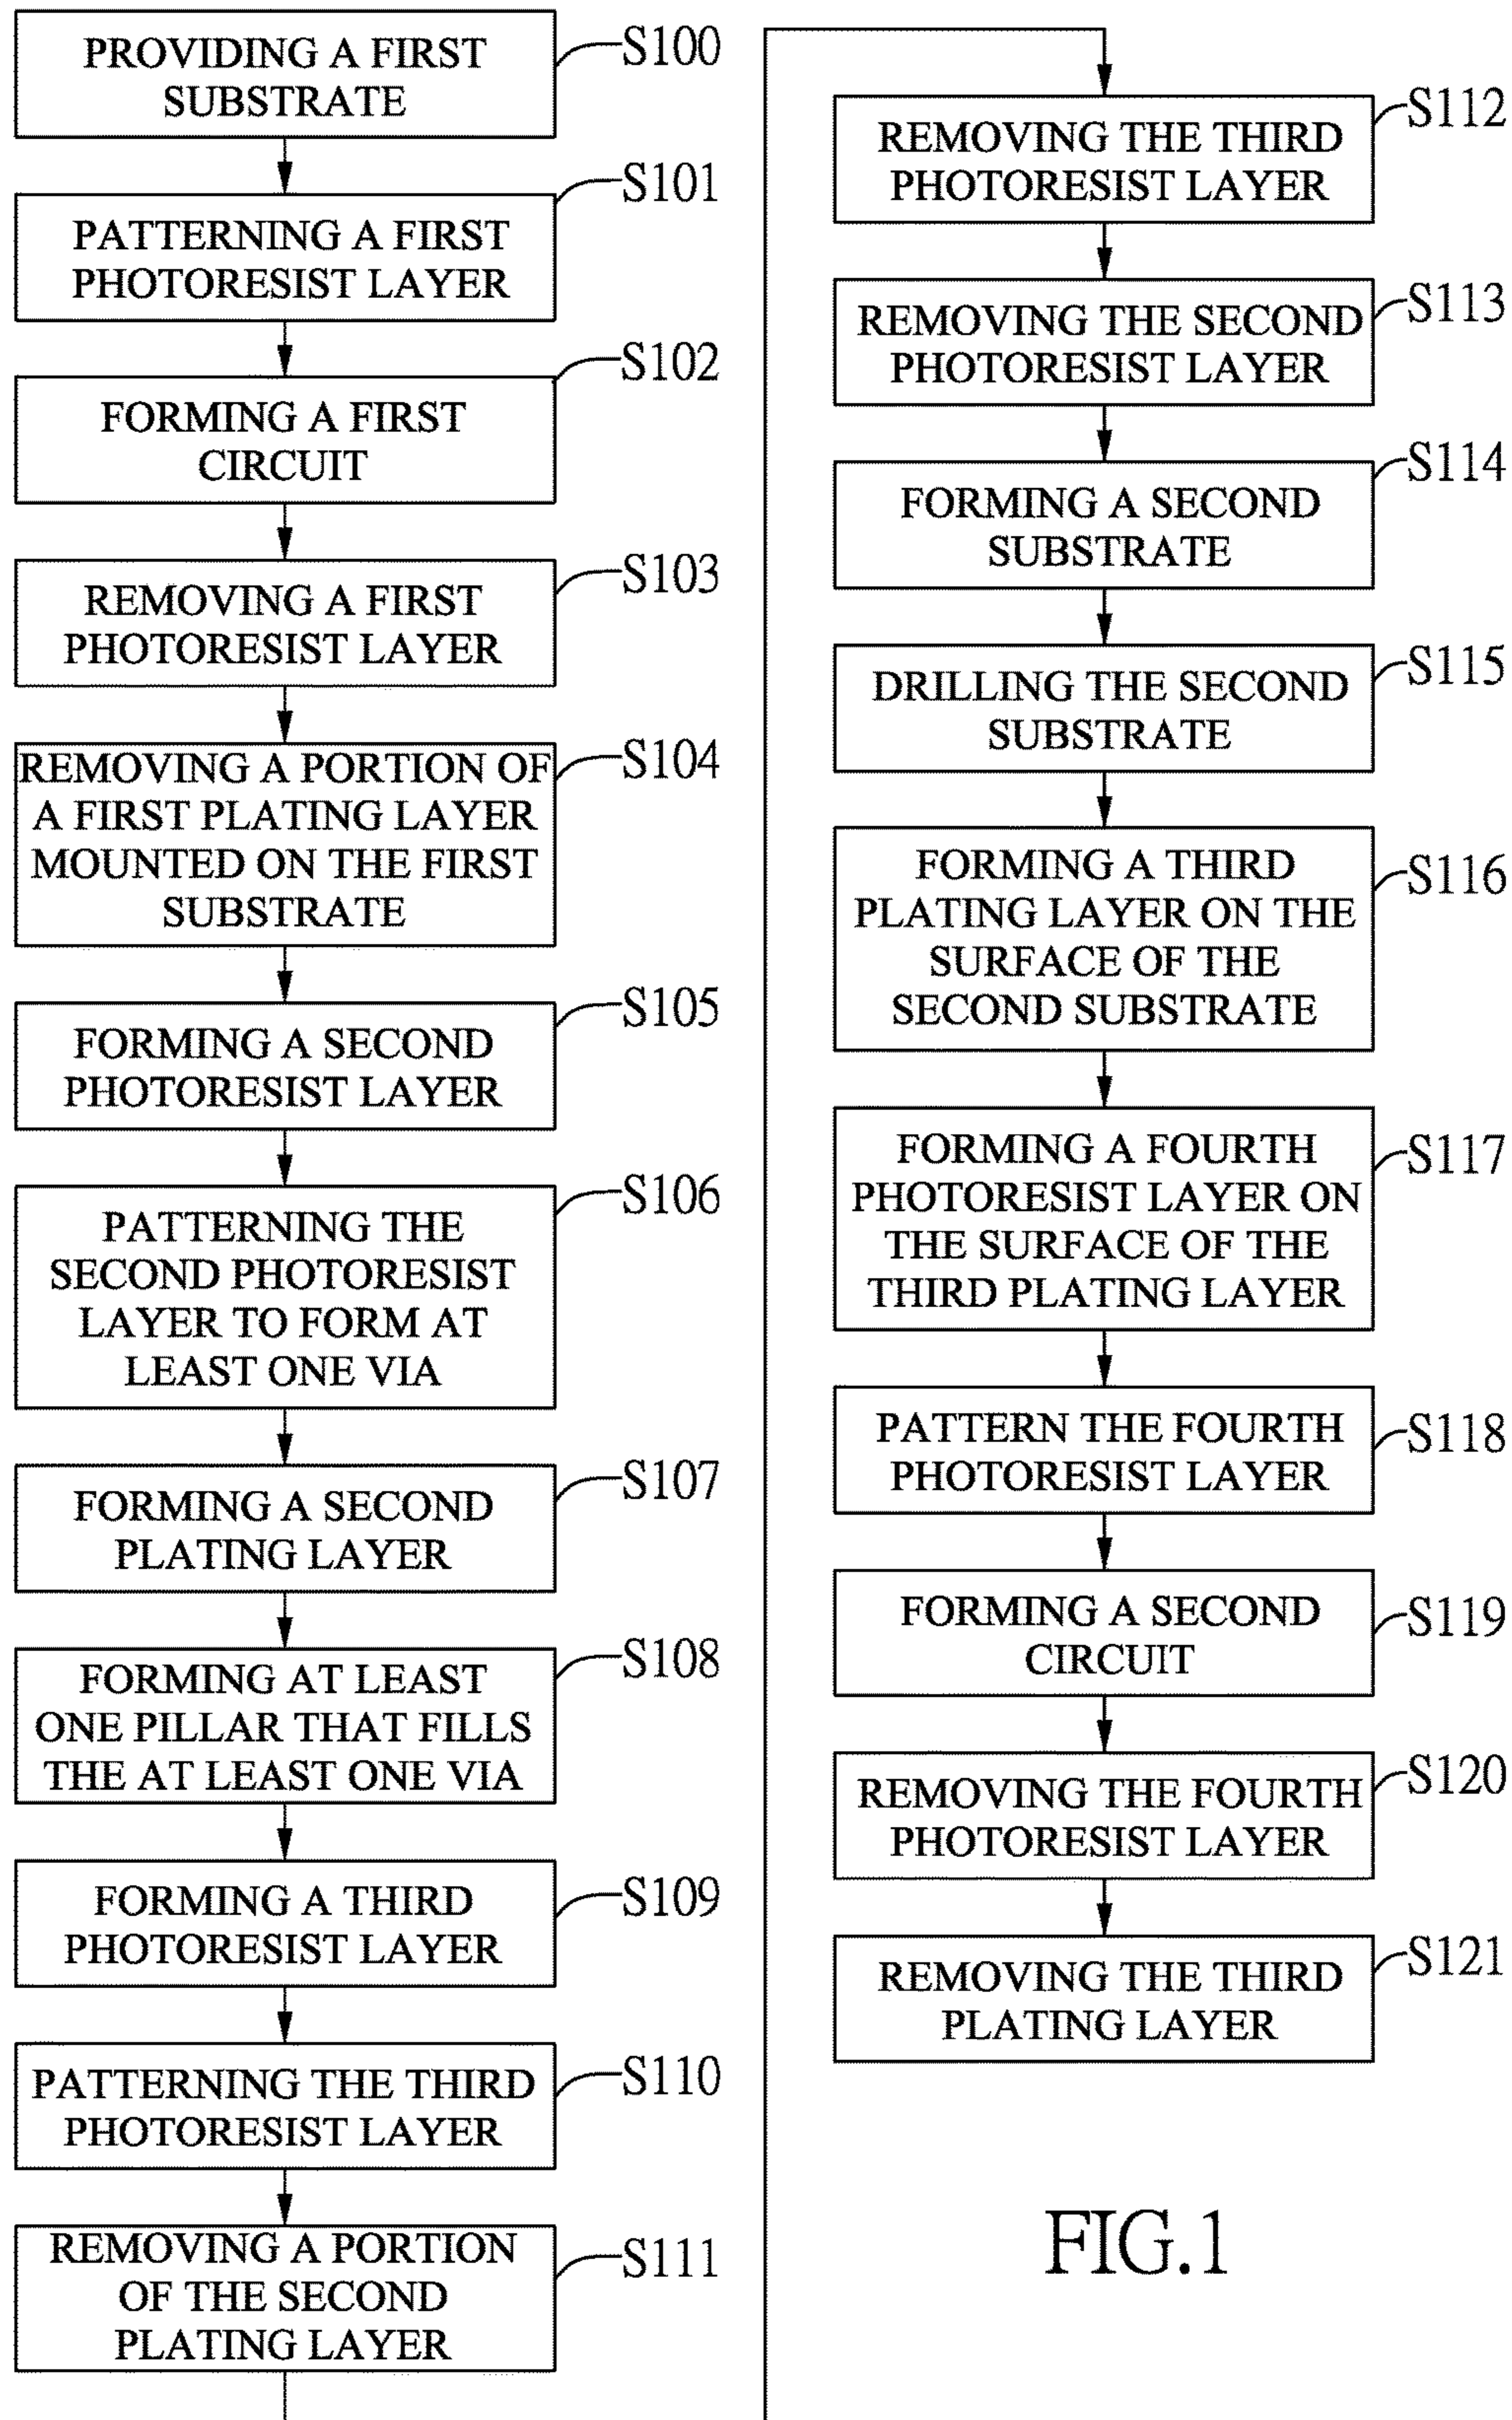 PROVIDING A FIRST
SUBSTRATE
S100
PATTERNING A FIRST
PHOTORESIST LAYER
S101
FORMING A FIRST
CIRCUIT
S102
REMOVING A FIRST
PHOTORESIST LAYER
S103
REMOVING A PORTION OF
A FIRST PLATING LAYER
MOUNTED ON THE FIRST
SUBSTRATE
S104
FORMING A SECOND
PHOTORESIST LAYER
S105
PATTERNING THE
SECOND PHOTORESIST
LAYER TO FORM AT
LEAST ONE VIA
S106
FORMING A SECOND
PLATING LAYER
S107
FORMING AT LEAST
ONE PILLAR THAT FILLS
THE AT LEAST ONE VIA
S108
FORMING A THIRD
PHOTORESIST LAYER
S109
PATTERNING THE THIRD
PHOTORESIST LAYER
S110
REMOVING A PORTION
OF THE SECOND
PLATING LAYER
S111
REMOVING THE THIRD
PHOTORESIST LAYER
S112
REMOVING THE SECOND
PHOTORESIST LAYER
S113
FORMING A SECOND
SUBSTRATE
S114
DRILLING THE SECOND
SUBSTRATE
S115
FORMING A THIRD
PLATING LAYER ON THE
SURFACE OF THE
SECOND SUBSTRATE
S116
FORMING A FOURTH
PHOTORESIST LAYER ON
THE SURFACE OF THE
THIRD PLATING LAYER
S117
PATTERN THE FOURTH
PHOTORESIST LAYER
S118
FORMING A SECOND
CIRCUIT
S119
REMOVING THE FOURTH
PHOTORESIST LAYER
S120
REMOVING THE THIRD
PLATING LAYER
S121
FIG.1